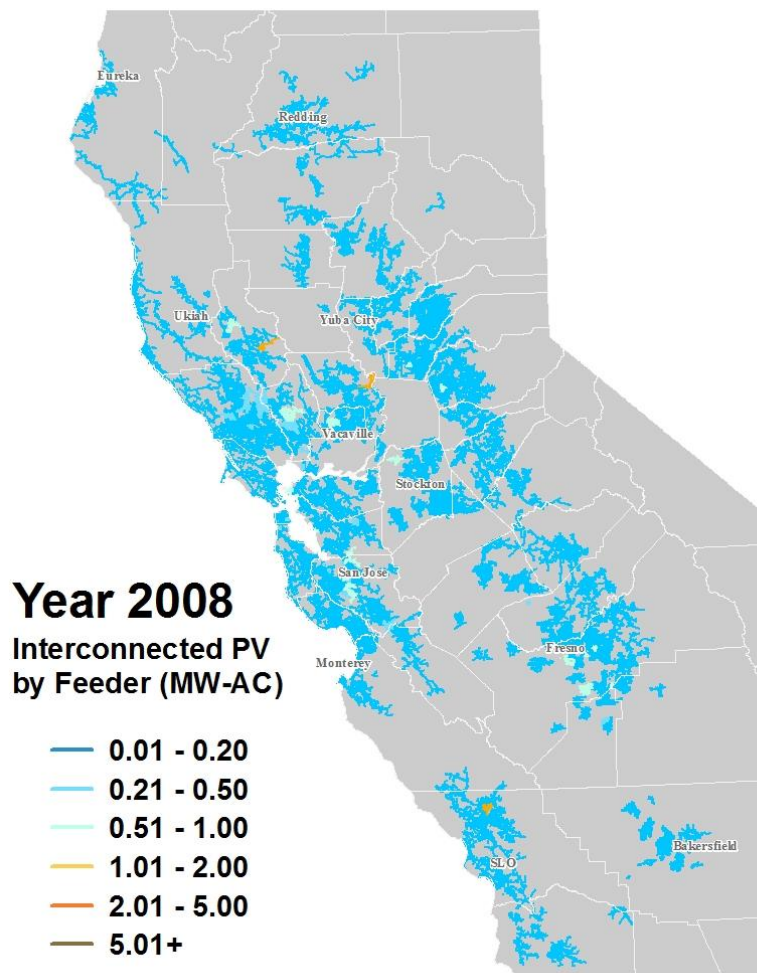 Eureka
Redding
Ukiah
Yuba City
Vacaville
Stockton
San Jose
Monterey
Fresno
SLO
Bakersfield
Year 2008
Interconnected PV
by Feeder (MW-AC)
0.01 - 0.20
0.21 - 0.50
0.51 - 1.00
1.01 - 2.00
2.01 - 5.00
5.01+